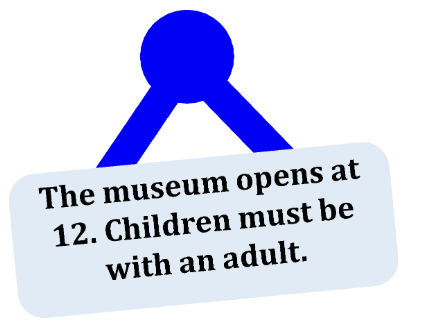 The museum opens at
12. Children must be
with an adult.